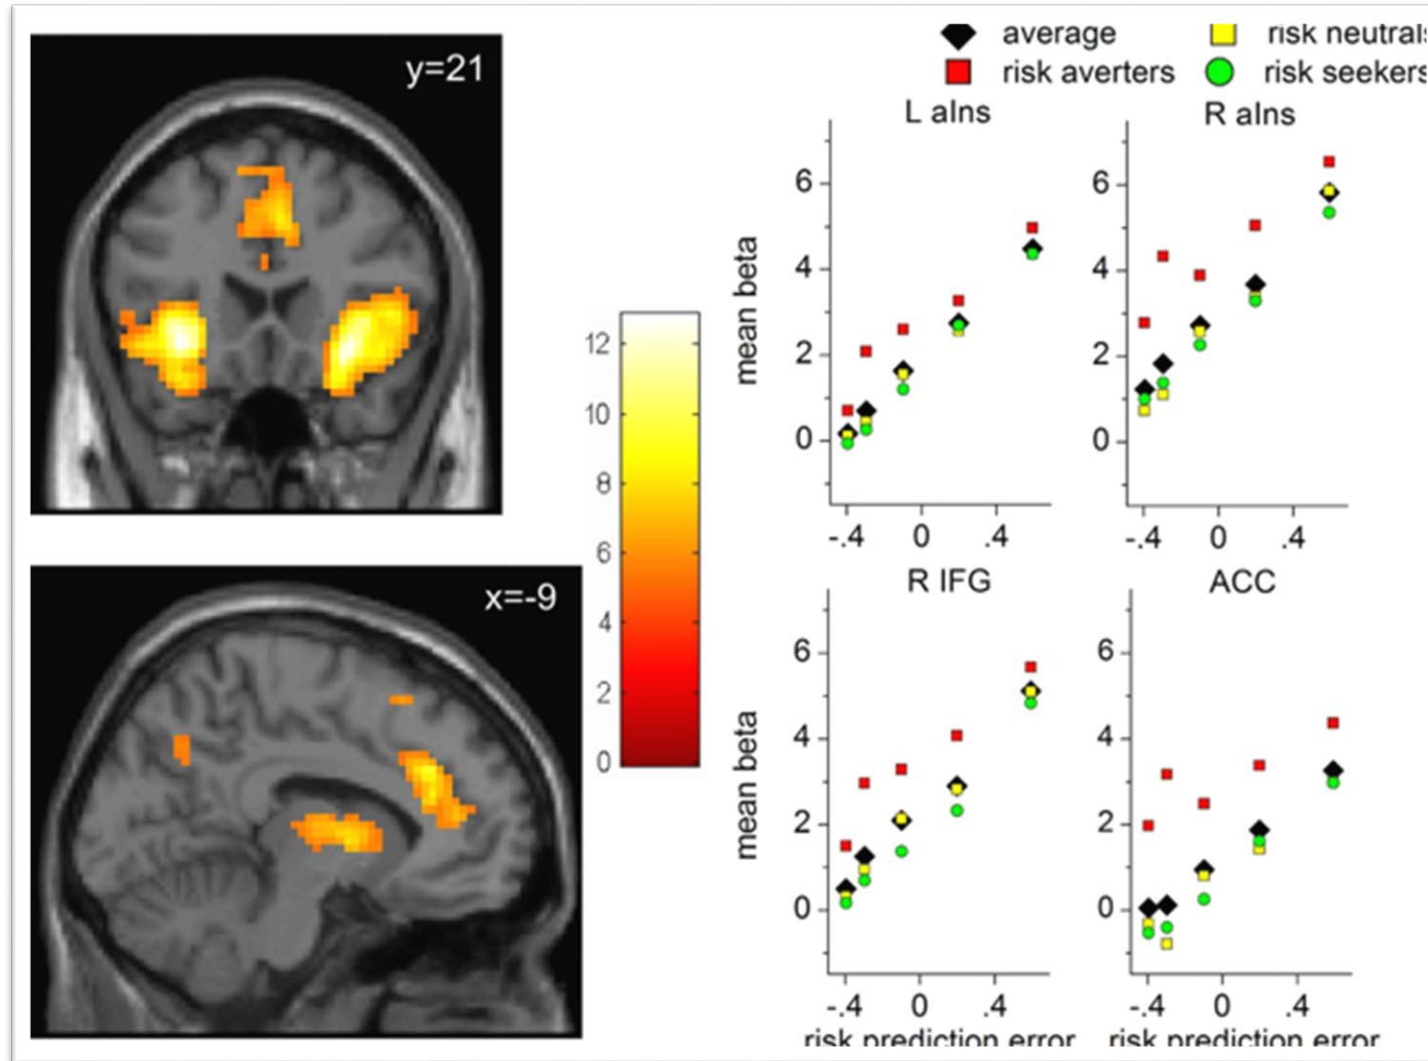 y=21
x=-9
12
10
8
6
4
2
0
average
risk neutrals
risk averters
risk seekers
L aIns
R aIns
mean beta
6
4
2
0
-.4 0 .4
6
4
2
0
-.4 0 .4
R IFG
ACC
mean beta
6
4
2
0
-.4 0 .4
risk prediction error
6
4
2
0
-.4 0 .4
risk prediction error